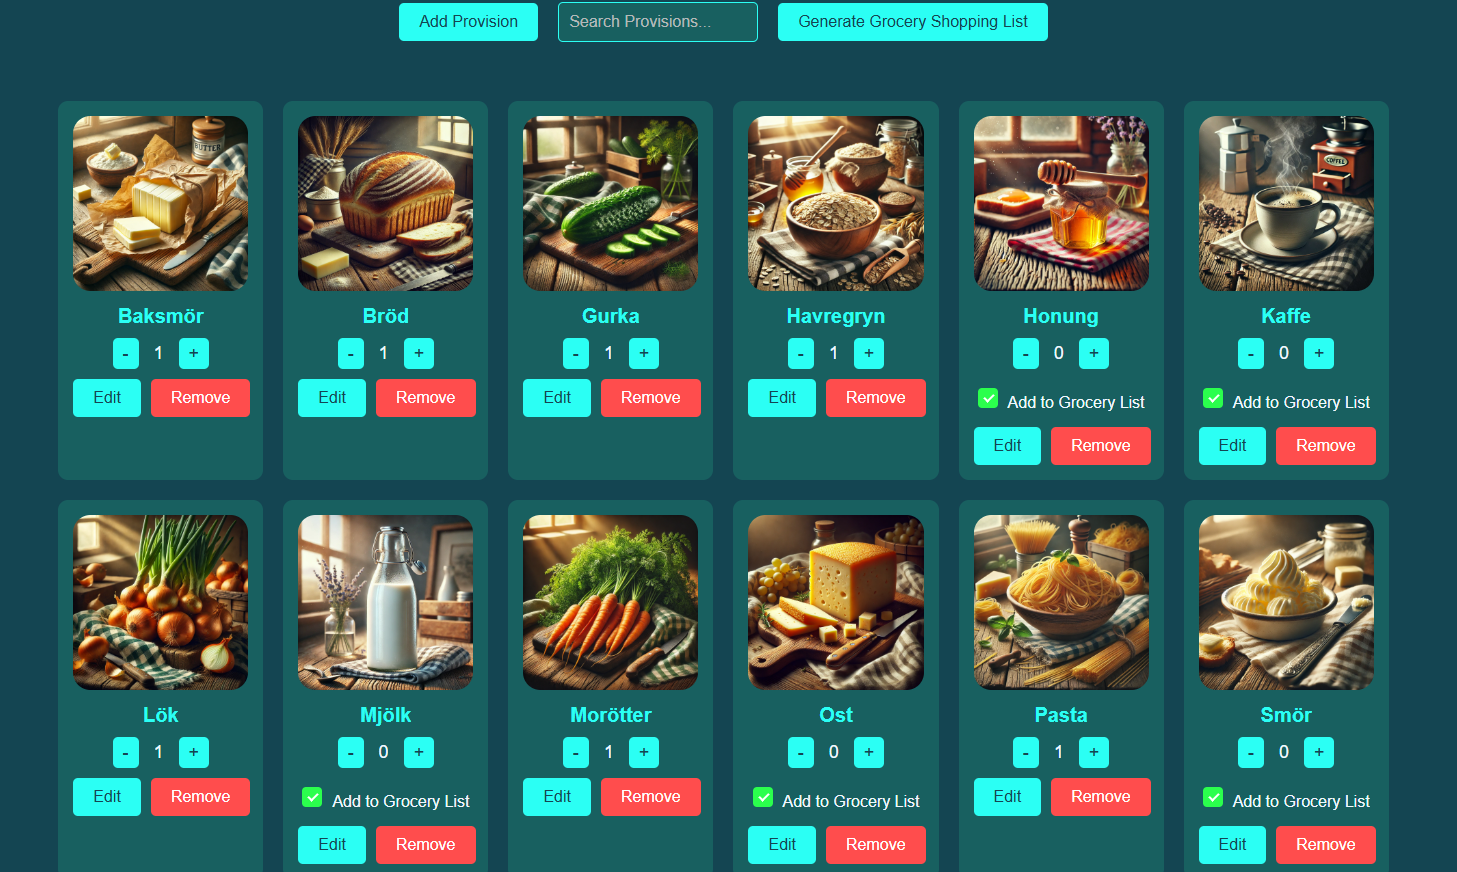 Add Provision
Search Provisions...
Generate Grocery Shopping List
BUTTER
COFFEE
Baksmör
Bröd
Gurka
Havregryn
Honung
Kaffe
- 1 +
- 1 +
- 1 +
- 1 +
- 0 +
- 0 +
Edit Remove
Edit Remove
Edit Remove
Edit Remove
Add to Grocery List
Add to Grocery List
Edit Remove
Edit Remove
Lök
Mjölk
Morötter
Ost
Pasta
Smör
- 1 +
- 0 +
- 1 +
- 0 +
- 1 +
- 0 +
Edit Remove
Add to Grocery List
Edit Remove
Add to Grocery List
Edit Remove
Add to Grocery List
Edit Remove
Edit Remove
Edit Remove